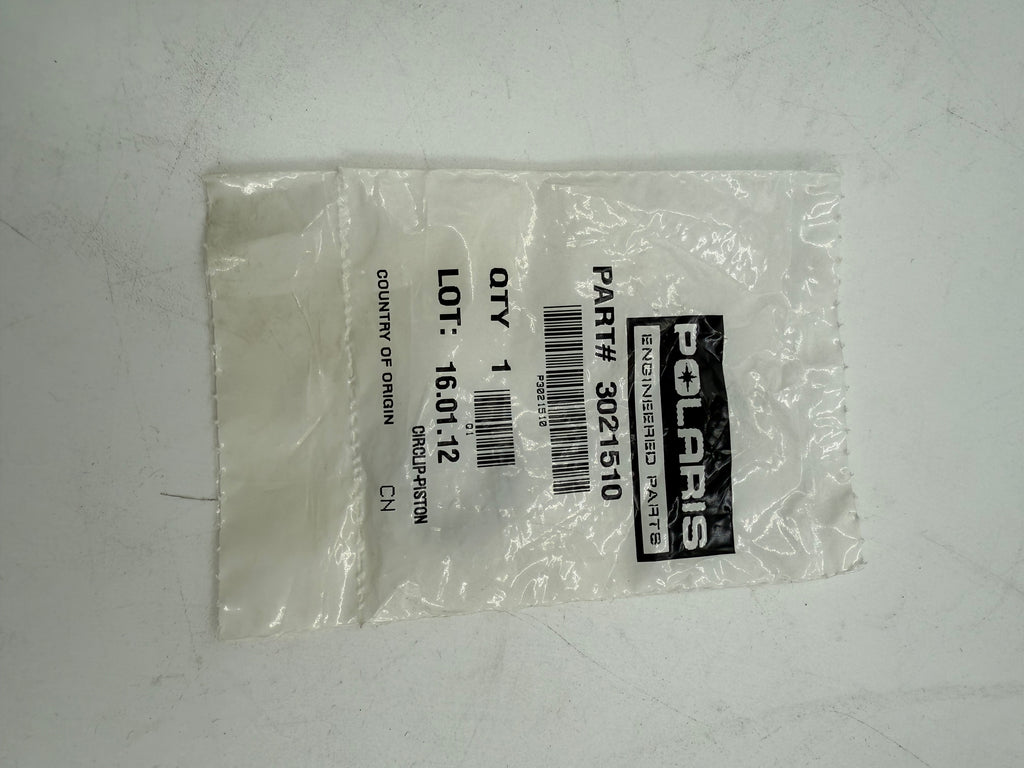 POLARIS
ENGINEERED PARTS
PART# 3021510
P3021510
QTY 1
Q1
LOT: 16.01.12
CIRCLIP-PISTON
COUNTRY OF ORIGIN CN